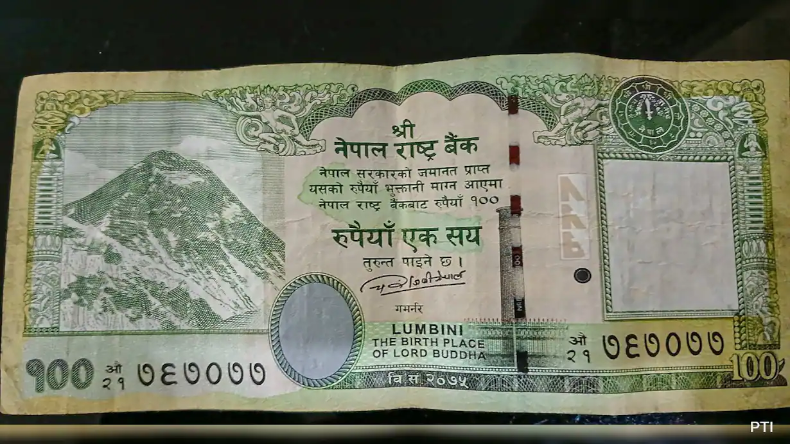 श्री
नेपाल राष्ट्र बैंक
नेपाल सरकारको जमानत प्राप्त
यसको रुपैयाँ भुक्तानी माग्न आएमा
नेपाल राष्ट्र बैंकबाट रुपैयाँ १००
रुपैयाँ एक सय
तुरुन्त पाइने छ।
गभर्नर
LUMBINI
THE BIRTH PLACE
OF LORD BUDDHA
औ
२१ ७६७०७७
१००
औ
२१ ७६७०७७
वि.सं. २०७५
100
PTI